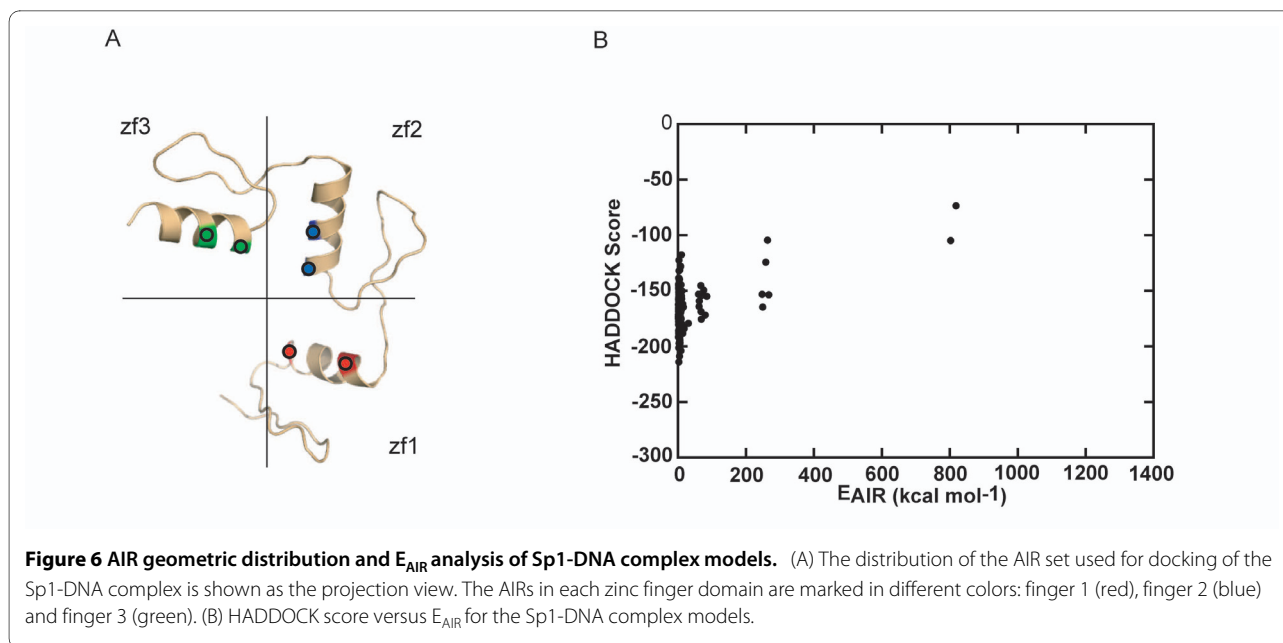 A
B
zf3
zf2
zf1
HADDOCK Score
0
-50
-100
-150
-200
-250
-300
0 200 400 600 800 1000 1200 1400
EAIR (kcal mol-1)
Figure 6 AIR geometric distribution and EAIR analysis of Sp1-DNA complex models. (A) The distribution of the AIR set used for docking of the
Sp1-DNA complex is shown as the projection view. The AIRs in each zinc finger domain are marked in different colors: finger 1 (red), finger 2 (blue)
and finger 3 (green). (B) HADDOCK score versus EAIR for the Sp1-DNA complex models.